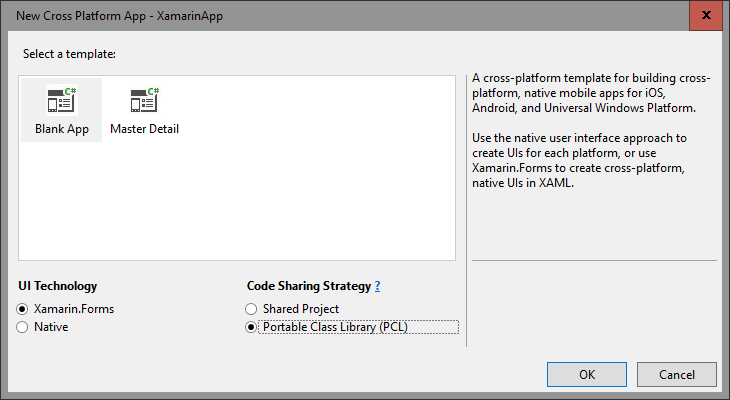 New Cross Platform App - XamarinApp
x
Select a template:
C#
Blank App
C#
Master Detail
A cross-platform template for building cross-
platform, native mobile apps for iOS,
Android, and Universal Windows Platform.
Use the native user interface approach to
create UIs for each platform, or use
Xamarin.Forms to create cross-platform,
native UIs in XAML.
UI Technology
Xamarin.Forms
Native
Code Sharing Strategy ?
Shared Project
Portable Class Library (PCL)
OK
Cancel